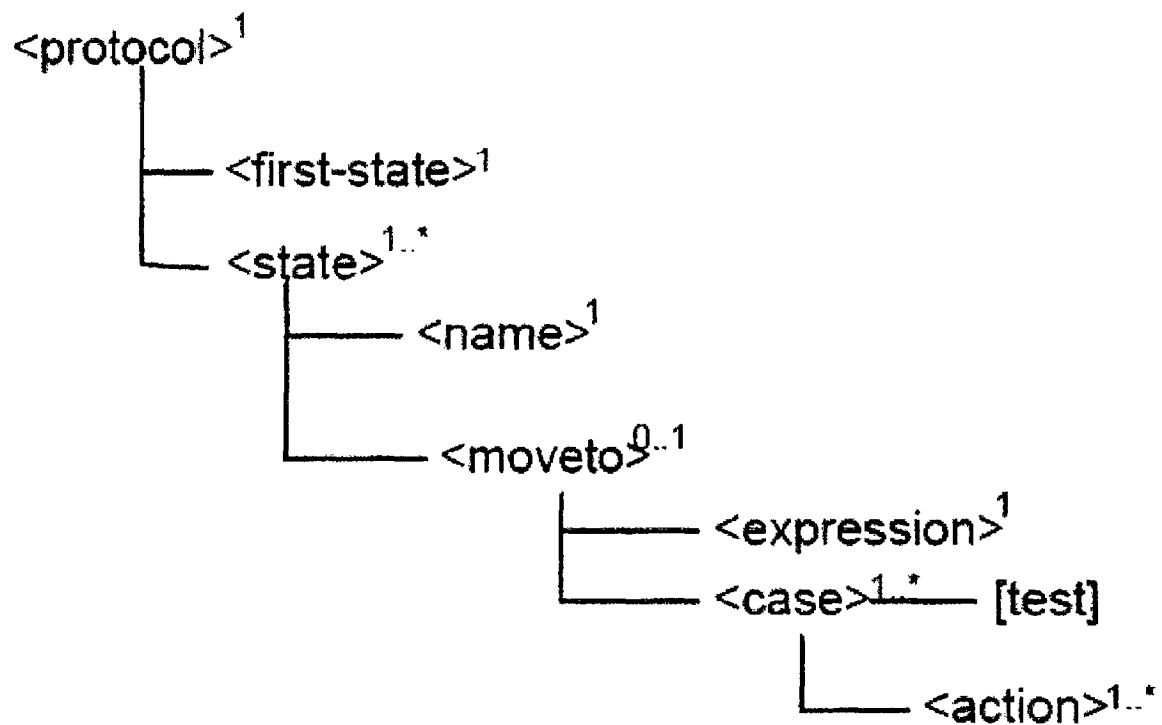 <protocol>1
<first-state>1
<state>1..*
<name>1
<moveto>0..1
<expression>1
<case>1..* [test]
<action>1..*